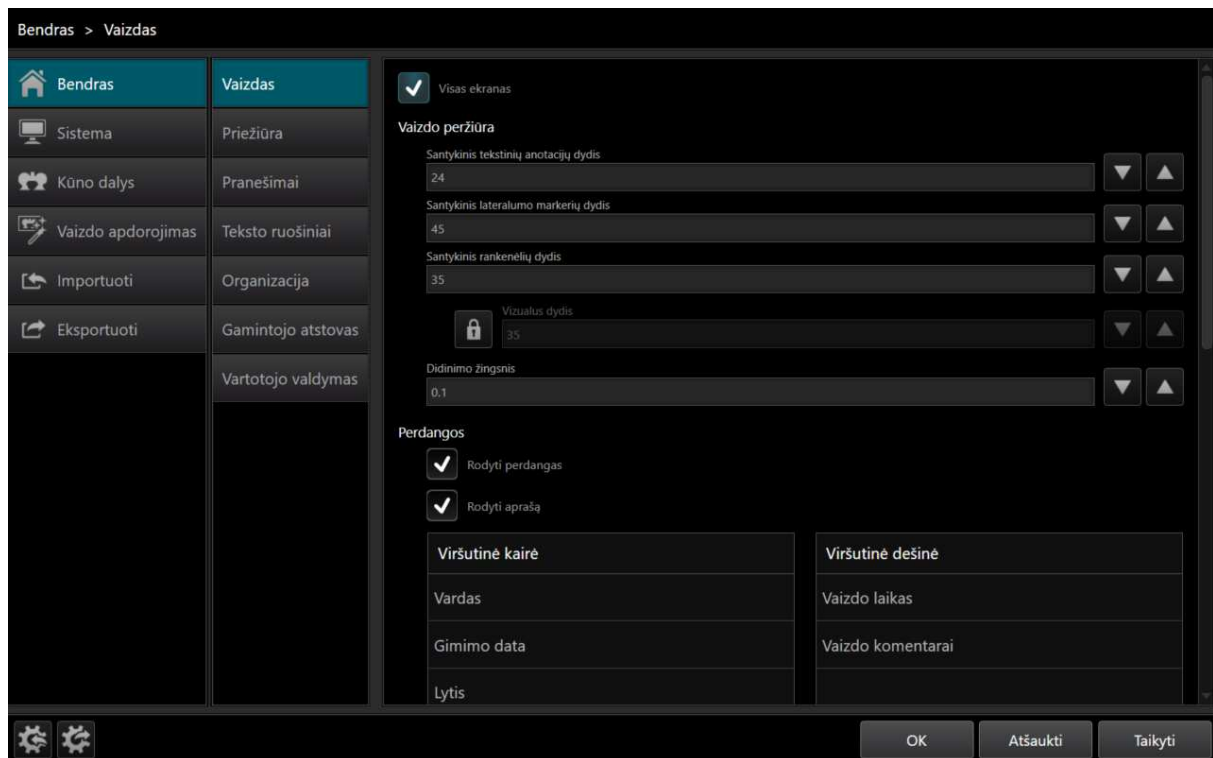 Bendras > Vaizdas
Bendras
Sistema
Kūno dalys
Vaizdo apdorojimas
Importuoti
Eksportuoti
Vaizdas
Priežiūra
Pranešimai
Teksto ruošiniai
Organizacija
Gamintojo atstovas
Vartotojo valdymas
Visas ekranas
Vaizdo peržiūra
Santykinis tekstinių anotacijų dydis
24
Santykinis lateralumo markerių dydis
45
Santykinis rankenėlių dydis
35
Vizualus dydis
35
Didinimo žingsnis
0.1
Perdangos
Rodyti perdangas
Rodyti aprašą
Viršutinė kairė
Vardas
Gimimo data
Lytis
Viršutinė dešinė
Vaizdo laikas
Vaizdo komentarai
OK
Atšaukti
Taikyti